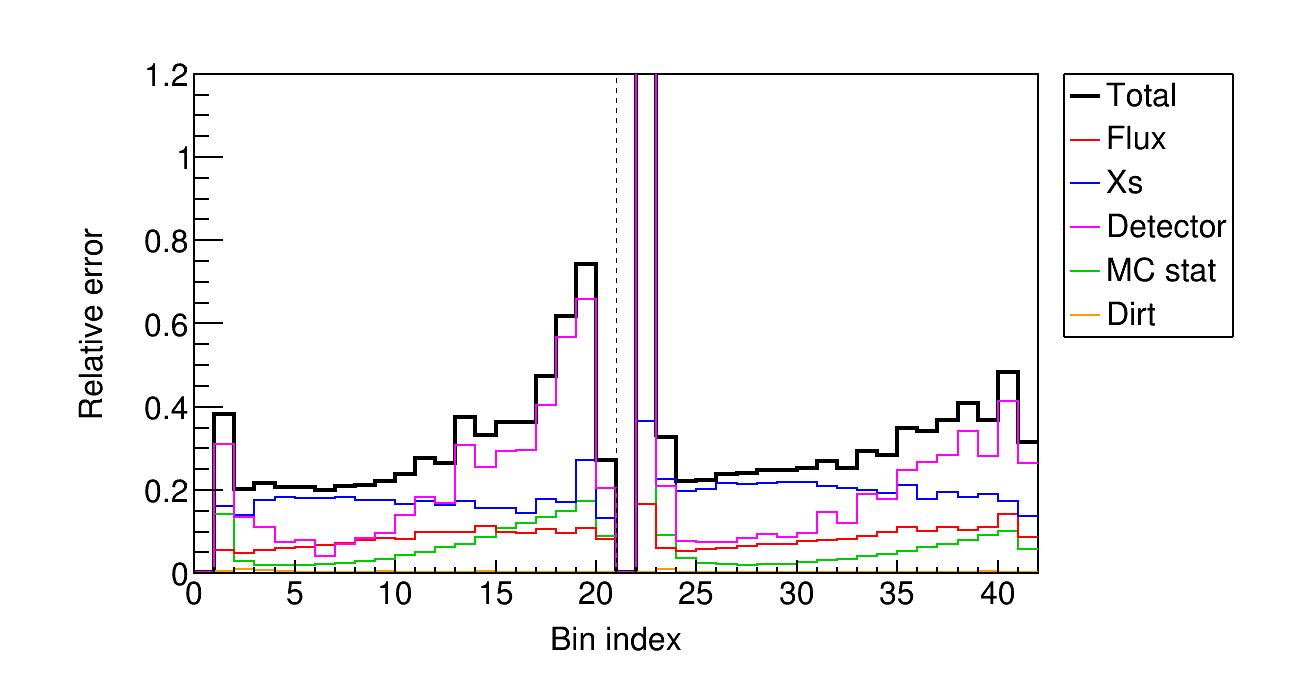 1.2
1
0.8
0.6
0.4
0.2
0
Relative error
0 5 10 15 20 25 30 35 40
Bin index
Total
Flux
Xs
Detector
MC stat
Dirt